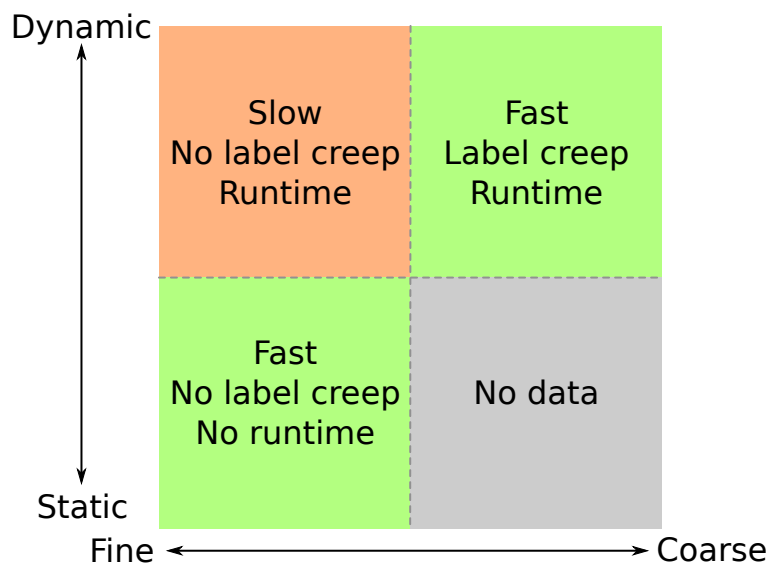 Dynamic
Slow
No label creep
Runtime
Fast
Label creep
Runtime
Fast
No label creep
No runtime
No data
Static
Fine
Coarse